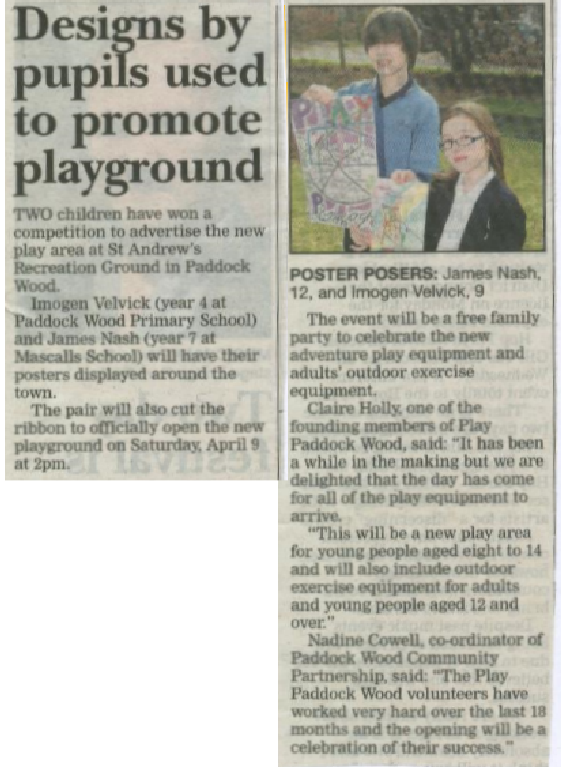 Designs by
pupils used
to promote
playground
TWO children have won a
competition to advertise the new
play area at St Andrew's
Recreation Ground in Paddock
Wood.
Imogen Velvick (year 4 at
Paddock Wood Primary School)
and James Nash (year 7 at
Mascalls School) will have their
posters displayed around the
town.
The pair will also cut the
ribbon to officially open the new
playground on Saturday, April 9
at 2pm.
PLAY
POSTER POSERS: James Nash,
12, and Imogen Velvick, 9
The event will be a free family
party to celebrate the new
adventure play equipment and
adults' outdoor exercise
equipment.
Claire Holly, one of the
founding members of Play
Paddock Wood, said: "It has been
a while in the making but we are
delighted that the day has come
for all of the play equipment to
arrive.
"This will be a new play area
for young people aged eight to 14
and will also include outdoor
exercise equipment for adults
and young people aged 12 and
over."
Nadine Cowell, co-ordinator of
Paddock Wood Community
Partnership, said: "The Play
Paddock Wood volunteers have
worked very hard over the last 18
months and the opening will be a
celebration of their success."